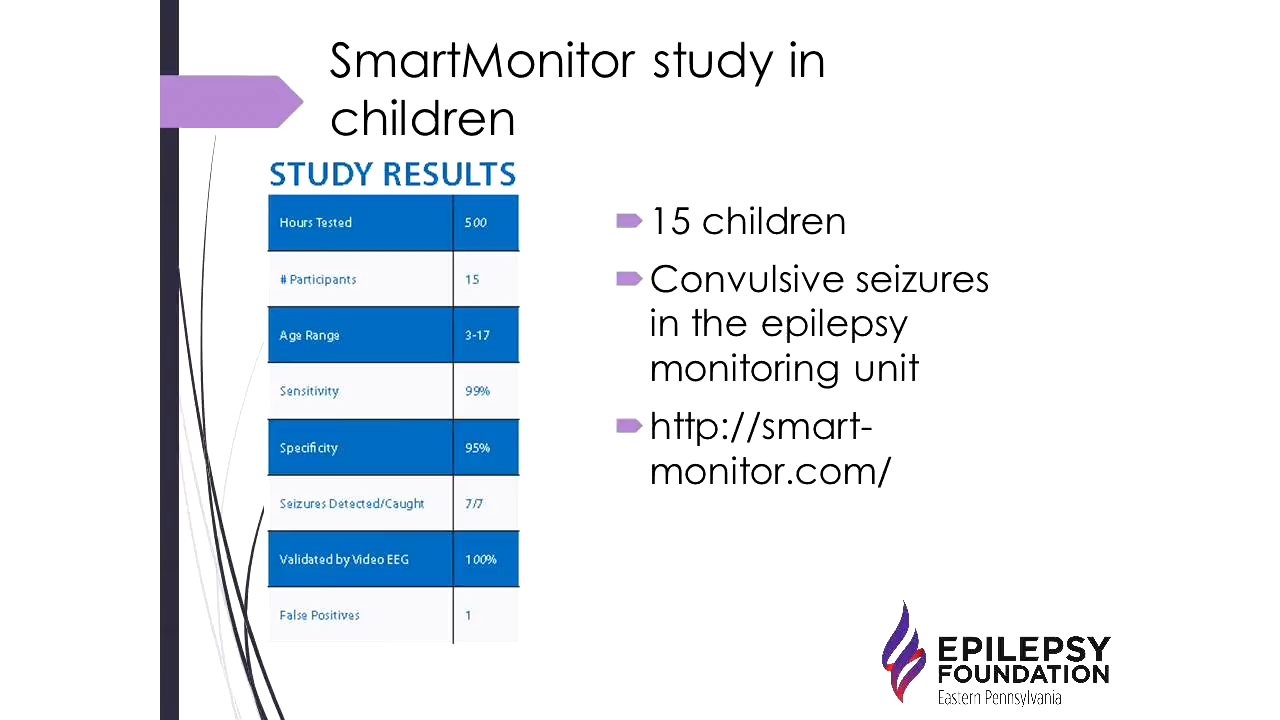 SmartMonitor study in
children
STUDY RESULTS
Hours Tested 500
# Participants 15
Age Range 3-17
Sensitivity 99%
Specificity 95%
Seizures Detected/Caught 7/7
Validated by Video EEG 100%
False Positives 1
15 children
Convulsive seizures
in the epilepsy
monitoring unit
http://smart-
monitor.com/
EPILEPSY
FOUNDATION
Eastern Pennsylvania